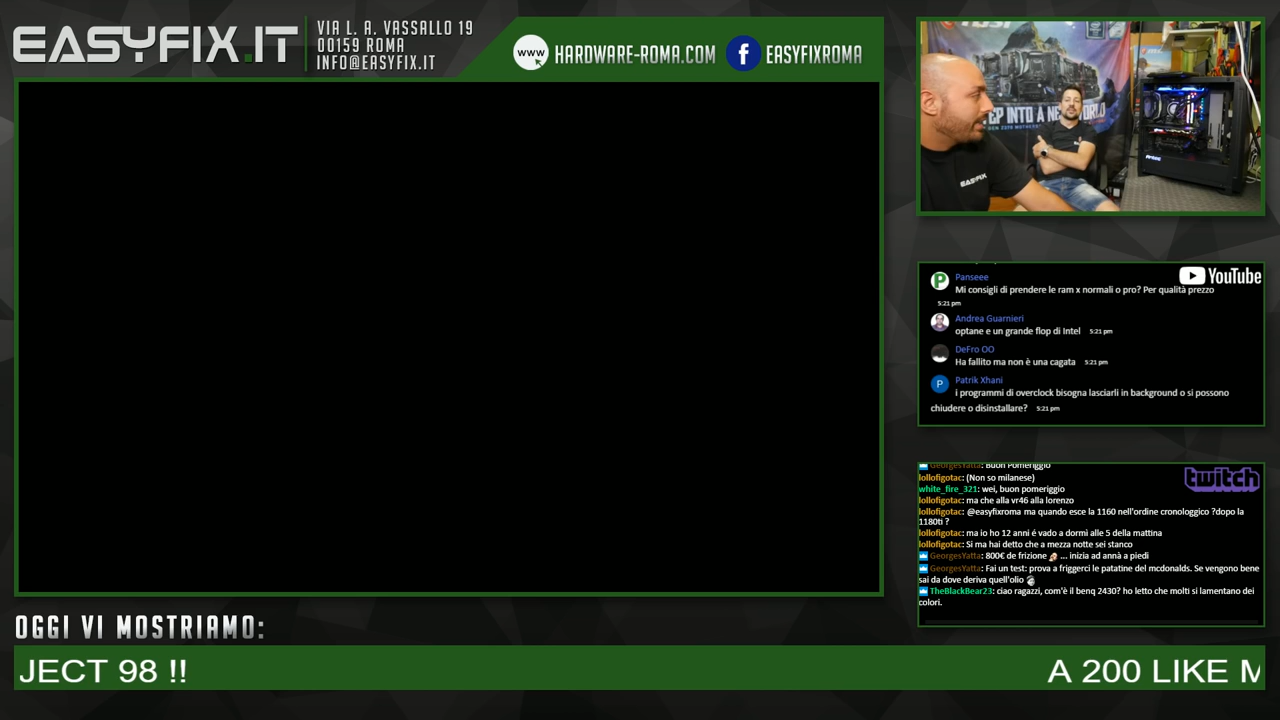 EASYFIX.IT
VIA L. A. VASSALLO 19
00159 ROMA
INFO@EASYFIX.IT
www
HARDWARE-ROMA.COM
f
EASYFIXROMA
EASYFIX
YouTube
P
Panseee
Mi consigli di prendere le ram x normali o pro? Per qualità prezzo
5:21 pm
Andrea Guarnieri
optane e un grande flop di Intel 5:21 pm
DeFro OO
Ha fallito ma non è una cagata 5:21 pm
P
Patrik Xhani
i programmi di overclock bisogna lasciarli in background o si possono
chiudere o disinstallare? 5:21 pm
twitch
GeorgesYatta: Buon Pomeriggio
lollofigotac: (Non so milanese)
white_fire_321: wei, buon pomeriggio
lollofigotac: ma che alla vr46 alla lorenzo
lollofigotac: @easyfixroma ma quando esce la 1160 nell'ordine cronologgico ?dopo la
1180ti ?
lollofigotac: ma io ho 12 anni é vado a dormì alle 5 della mattina
lollofigotac: Si ma hai detto che a mezza notte sei stanco
GeorgesYatta: 800€ de frizione ... inizia ad annà a piedi
GeorgesYatta: Fai un test: prova a friggerci le patatine del mcdonalds. Se vengono bene
sai da dove deriva quell'olio
TheBlackBear23: ciao ragazzi, com'è il benq 2430? ho letto che molti si lamentano dei
colori.
OGGI VI MOSTRIAMO:
JECT 98 !! A 200 LIKE M